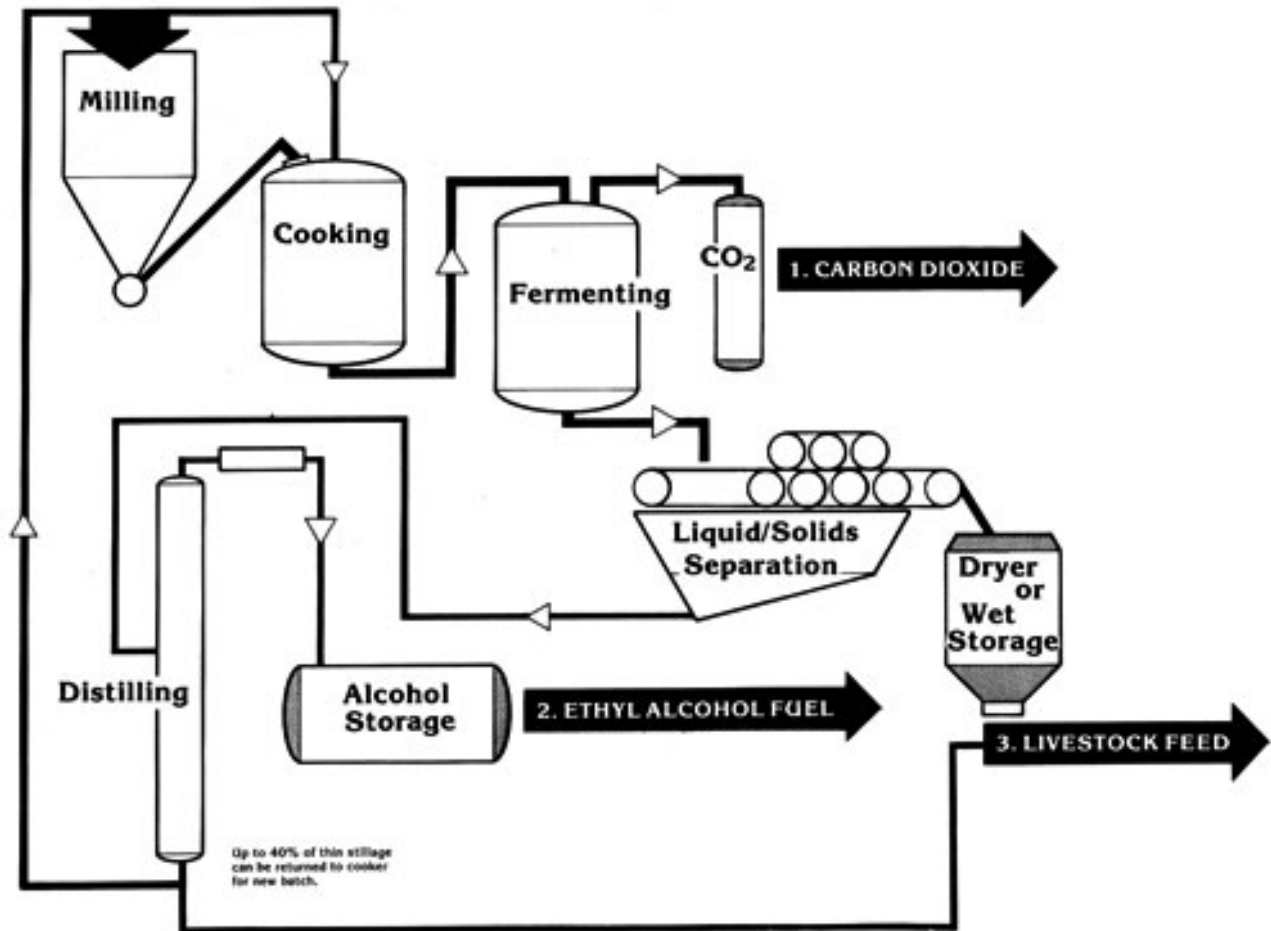 Milling
Cooking
Fermenting
CO₂
1. CARBON DIOXIDE
Liquid/Solids
Separation
Dryer
or
Wet
Storage
Distilling
Alcohol
Storage
2. ETHYL ALCOHOL FUEL
3. LIVESTOCK FEED
Up to 40% of thin stillage
can be returned to cooker
for new batch.